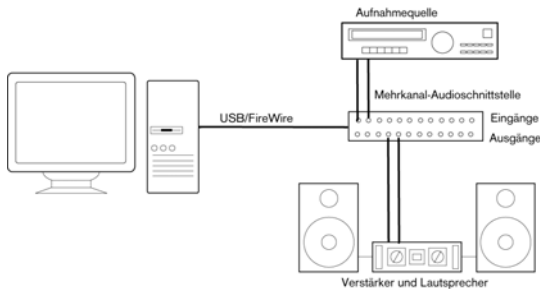 Aufnahmequelle
Mehrkanal-Audioschnittstelle
USB/FireWire
Eingänge
Ausgänge
Verstärker und Lautsprecher